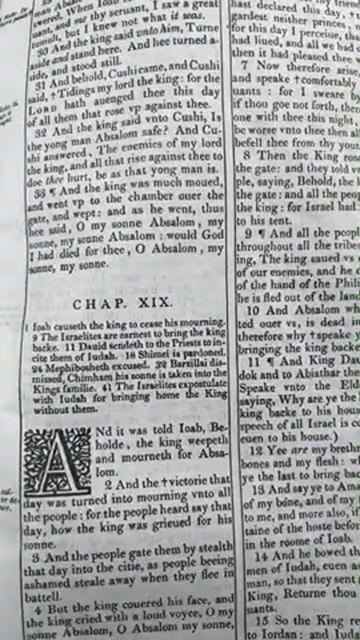 uant, and me thy seruant, I saw a great
mult, but I knew not what it was.
30 And the king said vnto him, Turne
aside and stand here. And hee turned a-
side, and stood still.
31 And behold, Cushi came, and Cushi
said, † Tidings my lord the king: for the
LORD hath auenged thee this day
of all them that rose vp against thee.
32 And the king said vnto Cushi, Is
the young man Absalom safe? And Cu-
shi answered, The enemies of my lord
the king, and all that rise against thee to
doe thee hurt, be as that yong man is.
33 ¶ And the king was much moued,
and went vp to the chamber ouer the
gate, and wept: and as he went, thus
hee said, O my sonne Absalom, my
sonne, my sonne Absalom: would God
I had died for thee, O Absalom, my
sonne, my sonne.
CHAP. XIX.
1 Ioab causeth the king to cease his mourning.
9 The Israelites are earnest to bring the king
backe. 11 Dauid sendeth to the Priests to in-
cite them of Iudah. 18 Shimei is pardoned.
24 Mephibosheth excused. 32 Barzillai dis-
missed, Chimham his sonne is taken into the
Kings familie. 41 The Israelites expostulate
with Iudah for bringing home the King
without them.
ANd it was told Ioab, Be-
holde, the king weepeth
and mourneth for Absa-
lom.
2 And the † victorie that
day was turned into mourning vnto all
the people: for the people heard say that
day, how the king was grieued for his
sonne.
3 And the people gate them by stealth
that day into the citie, as people beeing
ashamed steale away when they flee in
battell.
4 But the king couered his face, and
the king cried with a loud voyce, O my
sonne Absalom, O Absalom my sonne,
hast declared this day,
gardest neither princes,
for this day I perceiue, tha
had liued, and all we had
then it had pleased thee
7 Now therefore arise
and speake † comfortably
uants: for I sweare by
if thou goe not forth, ther
one with thee this night,
be worse vnto thee then a
befell thee from thy yout
8 Then the King ros
the gate: and they told v
ple, saying, Behold, the k
the gate: and all the peop
the king: for Israel had
to his tent.
9 ¶ And all the peopl
throughout all the tribes
ing, The king saued vs
of our enemies, and he d
of the hand of the Phili
he is fled out of the lan
10 And Absalom wh
ted ouer vs, is dead in
therefore why † speake y
bringing the king backe
11 ¶ And King Dau
dok and to Abiathar the
Speake vnto the Eld
saying, Why are ye the l
king backe to his hous
speech of all Israel is co
euen to his house.)
12 Yee are my brethr
bones and my flesh: w
ye the last to bring bac
13 And say ye to Ama
of my bone, and of my
to me, and more also, if
taine of the hoste before
in the roome of Ioab.
14 And he bowed the
men of Iudah, euen as
man, so that they sent
King, Returne thou
uants.
15 So the King r
to Iordan: and I